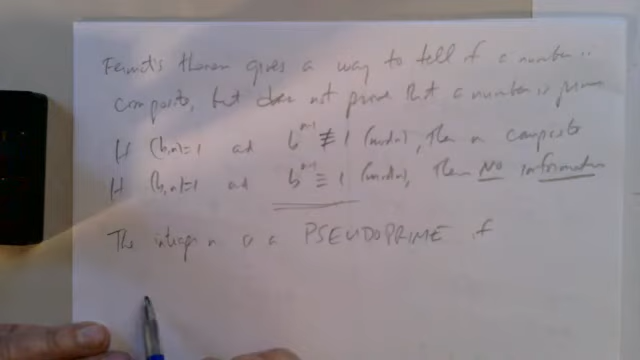 Fermat's theorem gives a way to tell if a number is
composite, but does not prove that a number is prime
If (b,n)=1 and b^{n-1} ≢ 1 (mod n), then n composite
If (b,n)=1 and b^{n-1} ≡ 1 (mod n), then NO information
The integer n is a PSEUDOPRIME if